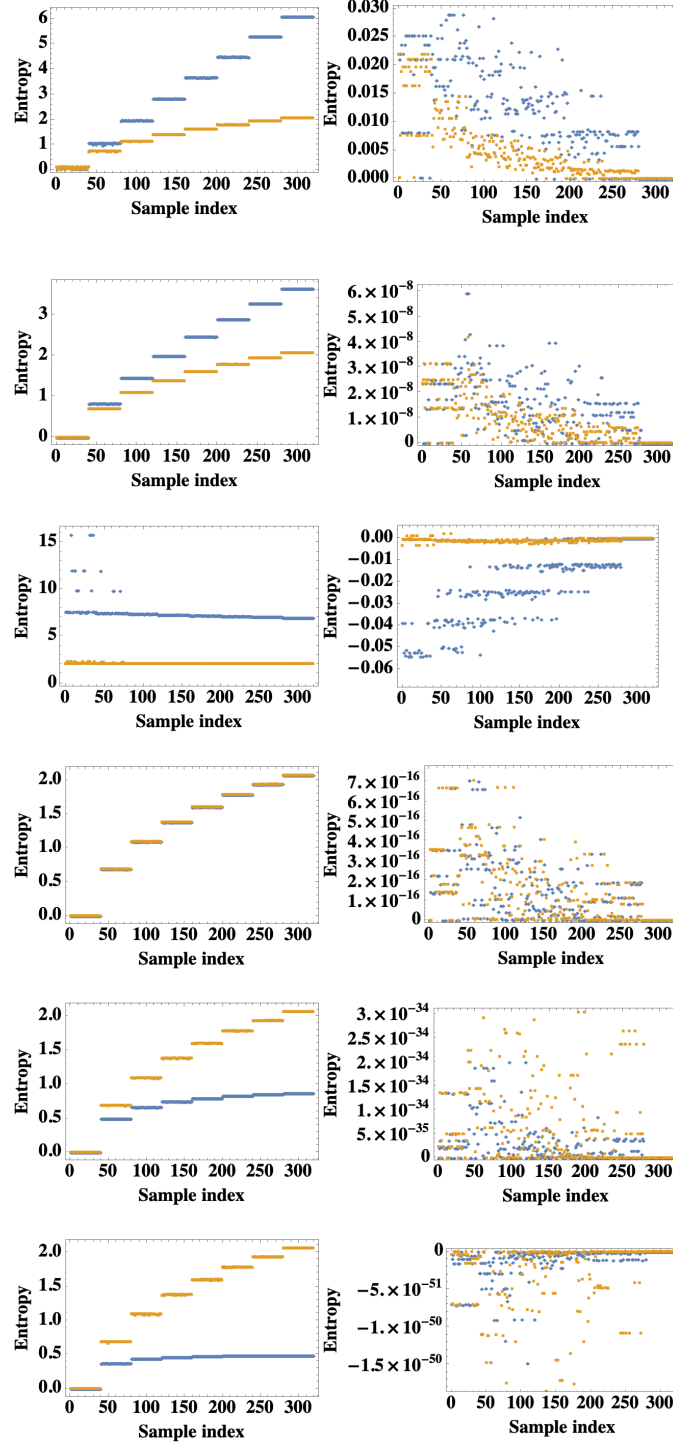 6
5
4
3
2
1
0
Entropy
0 50 100 150 200 250 300
Sample index
0.030
0.025
0.020
0.015
0.010
0.005
0.000
Entropy
0 50 100 150 200 250 300
Sample index
3
2
1
0
Entropy
0 50 100 150 200 250 300
Sample index
6.×10⁻⁸
5.×10⁻⁸
4.×10⁻⁸
3.×10⁻⁸
2.×10⁻⁸
1.×10⁻⁸
0
Entropy
0 50 100 150 200 250 300
Sample index
15
10
5
0
Entropy
0 50 100 150 200 250 300
Sample index
0.00
−0.01
−0.02
−0.03
−0.04
−0.05
−0.06
Entropy
0 50 100 150 200 250 300
Sample index
2.0
1.5
1.0
0.5
0.0
Entropy
0 50 100 150 200 250 300
Sample index
7.×10⁻¹⁶
6.×10⁻¹⁶
5.×10⁻¹⁶
4.×10⁻¹⁶
3.×10⁻¹⁶
2.×10⁻¹⁶
1.×10⁻¹⁶
0
Entropy
0 50 100 150 200 250 300
Sample index
2.0
1.5
1.0
0.5
0.0
Entropy
0 50 100 150 200 250 300
Sample index
3.×10⁻³⁴
2.5×10⁻³⁴
2.×10⁻³⁴
1.5×10⁻³⁴
1.×10⁻³⁴
5.×10⁻³⁵
0
Entropy
0 50 100 150 200 250 300
Sample index
2.0
1.5
1.0
0.5
0.0
Entropy
0 50 100 150 200 250 300
Sample index
0
−5.×10⁻⁵¹
−1.×10⁻⁵⁰
−1.5×10⁻⁵⁰
Entropy
0 50 100 150 200 250 300
Sample index